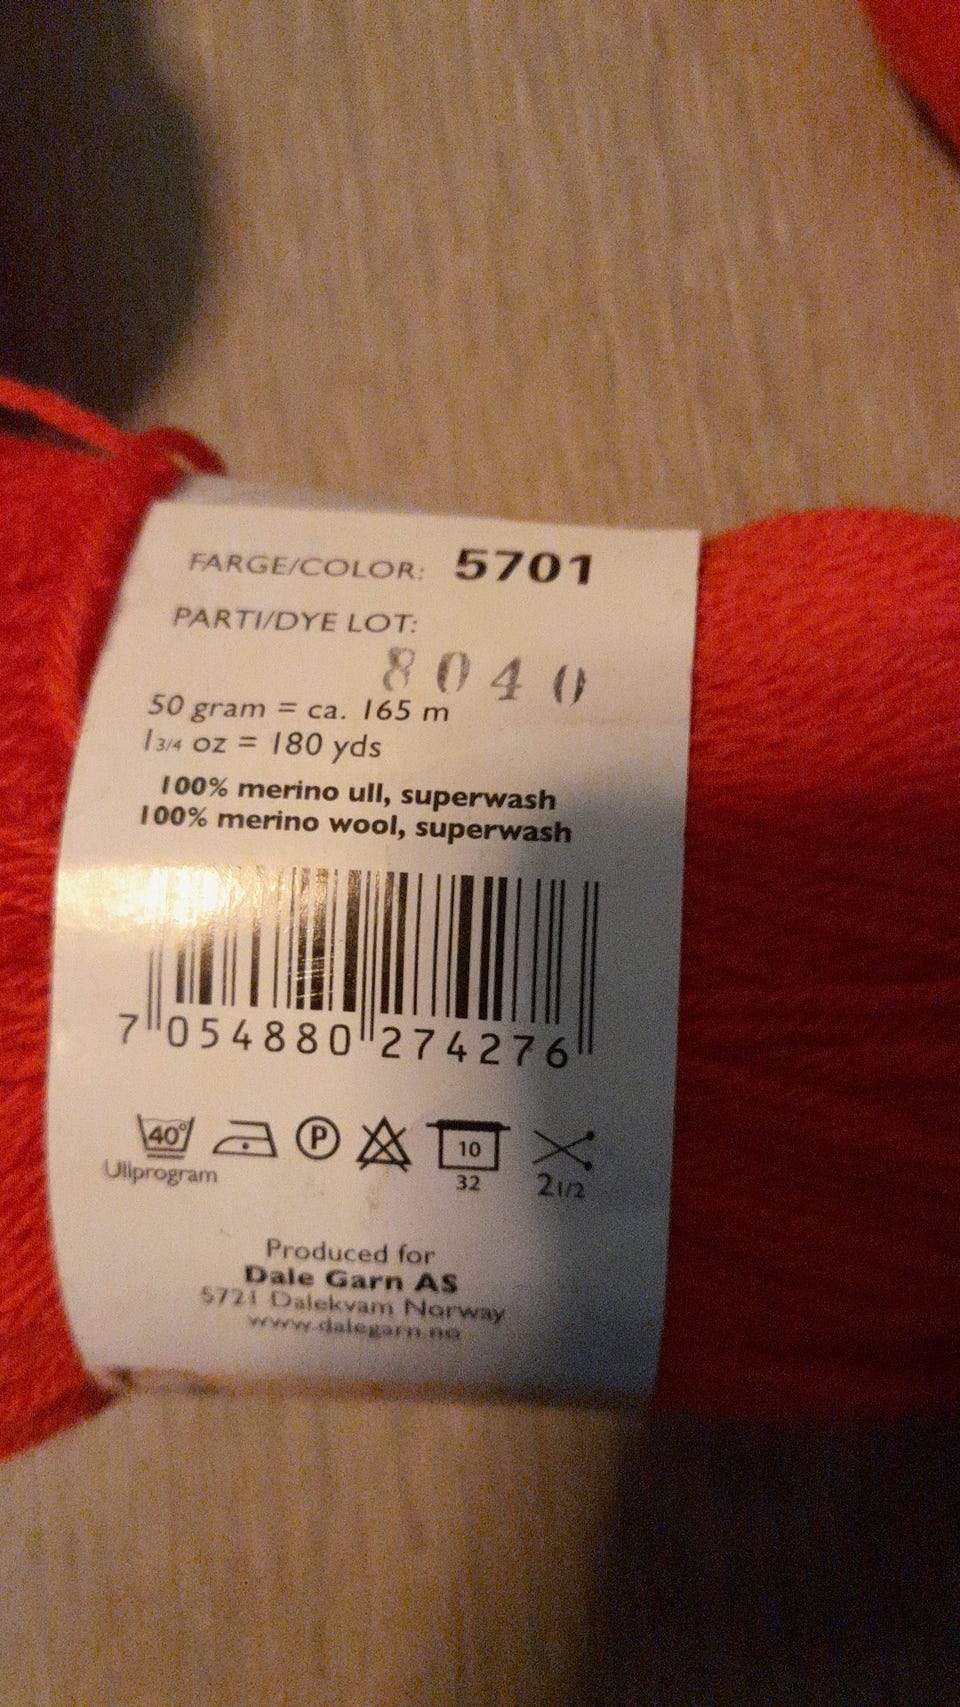 FARGE/COLOR: 5701
PARTI/DYE LOT:
8040
50 gram = ca. 165 m
1 3/4 oz = 180 yds
100% merino ull, superwash
100% merino wool, superwash
7 054880 274276
40° P 10
Ullprogram 32 2 1/2
Produced for
Dale Garn AS
5721 Dalekvam Norway
www.dalegarn.no